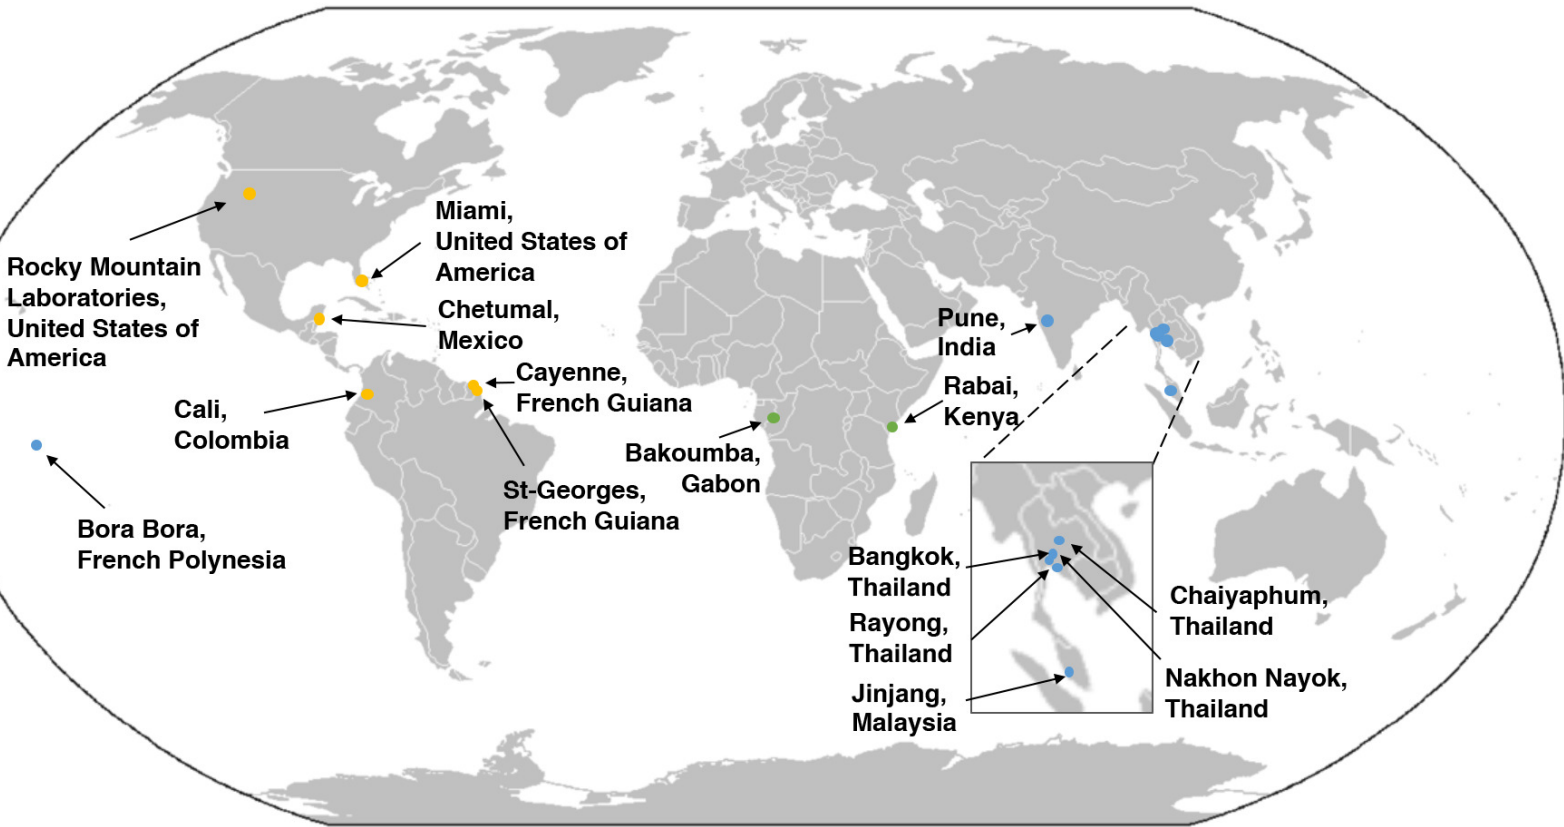 Miami,
United States of
America
Rocky Mountain
Laboratories,
United States of
America
Chetumal,
Mexico
Cayenne,
French Guiana
Cali,
Colombia
St-Georges,
French Guiana
Bora Bora,
French Polynesia
Pune,
India
Rabai,
Kenya
Bakoumba,
Gabon
Bangkok,
Thailand
Rayong,
Thailand
Jinjang,
Malaysia
Chaiyaphum,
Thailand
Nakhon Nayok,
Thailand